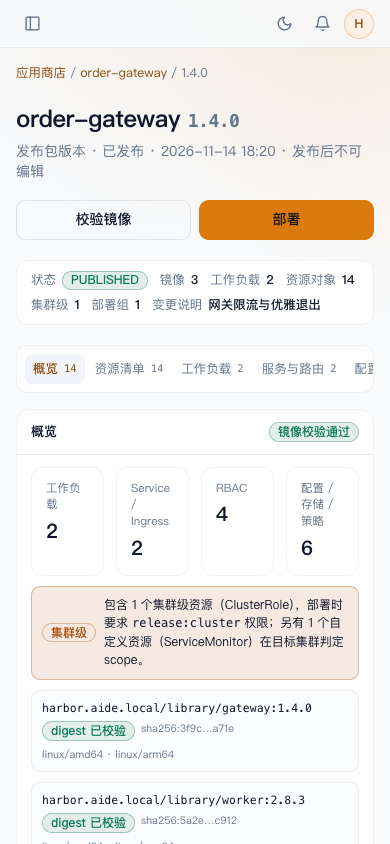 H
应用商店 / order-gateway / 1.4.0
order-gateway 1.4.0
发布包版本 · 已发布 · 2026-11-14 18:20 · 发布后不可
编辑
校验镜像
部署
状态 PUBLISHED 镜像 3 工作负载 2 资源对象 14
集群级 1 部署组 1 变更说明 网关限流与优雅退出
概览 14 资源清单 14 工作负载 2 服务与路由 2 配
概览
镜像校验通过
工作负
载
2
Service
/
Ingress
2
RBAC
4
配置 /
存储 /
策略
6
集群级
包含 1 个集群级资源（ClusterRole），部署时
要求 release:cluster 权限；另有 1 个自
定义资源（ServiceMonitor）在目标集群判定
scope。
harbor.aide.local/library/gateway:1.4.0
digest 已校验 sha256:3f9c…a71e
linux/amd64 · linux/arm64
harbor.aide.local/library/worker:2.8.3
digest 已校验 sha256:5a2e…c912